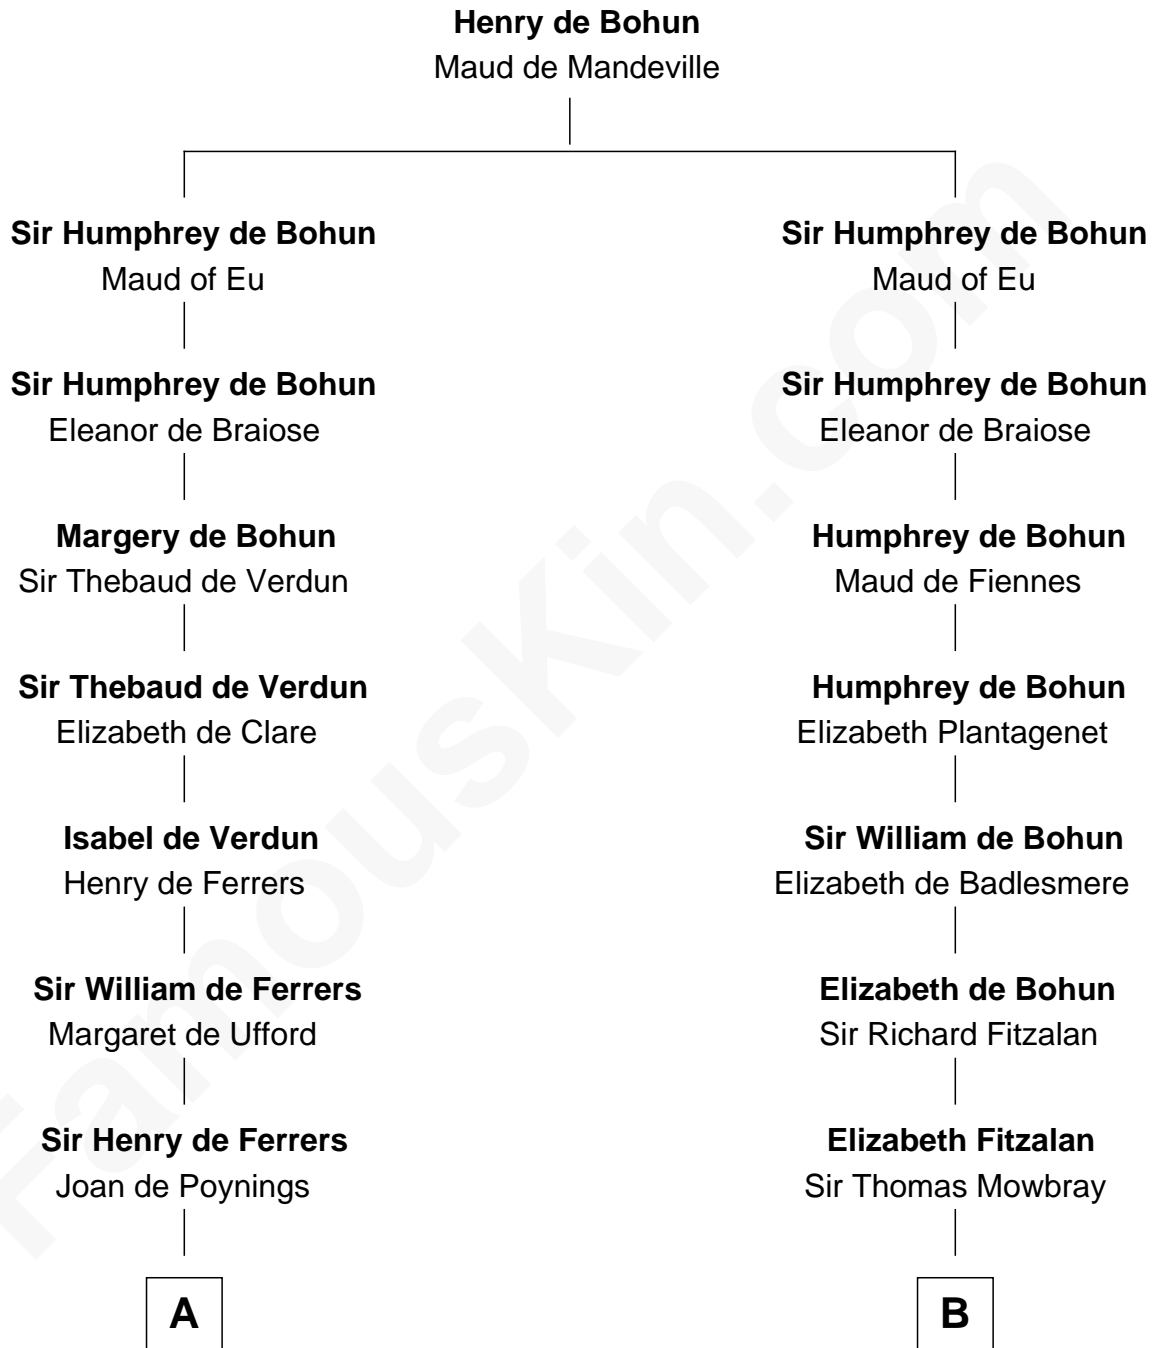 Henry de Bohun
Maud de Mandeville
Sir Humphrey de Bohun
Maud of Eu
Sir Humphrey de Bohun
Eleanor de Braiose
Margery de Bohun
Sir Thebaud de Verdun
Sir Thebaud de Verdun
Elizabeth de Clare
Isabel de Verdun
Henry de Ferrers
Sir William de Ferrers
Margaret de Ufford
Sir Henry de Ferrers
Joan de Poynings
A
Sir Humphrey de Bohun
Maud of Eu
Sir Humphrey de Bohun
Eleanor de Braiose
Humphrey de Bohun
Maud de Fiennes
Humphrey de Bohun
Elizabeth Plantagenet
Sir William de Bohun
Elizabeth de Badlesmere
Elizabeth de Bohun
Sir Richard Fitzalan
Elizabeth Fitzalan
Sir Thomas Mowbray
B
FamousKin.com